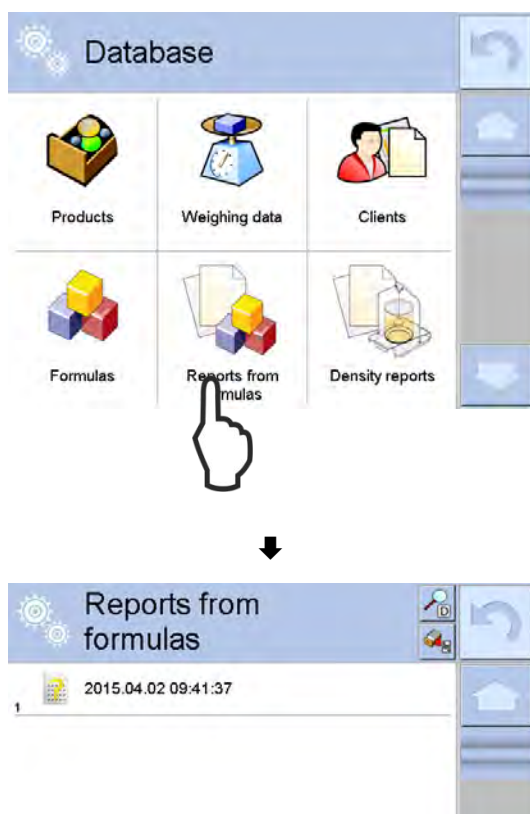 Database
Products
Weighing data
Clients
Formulas
Reports from
mulas
Density reports
D
Reports from
formulas
1
2015.04.02 09:41:37